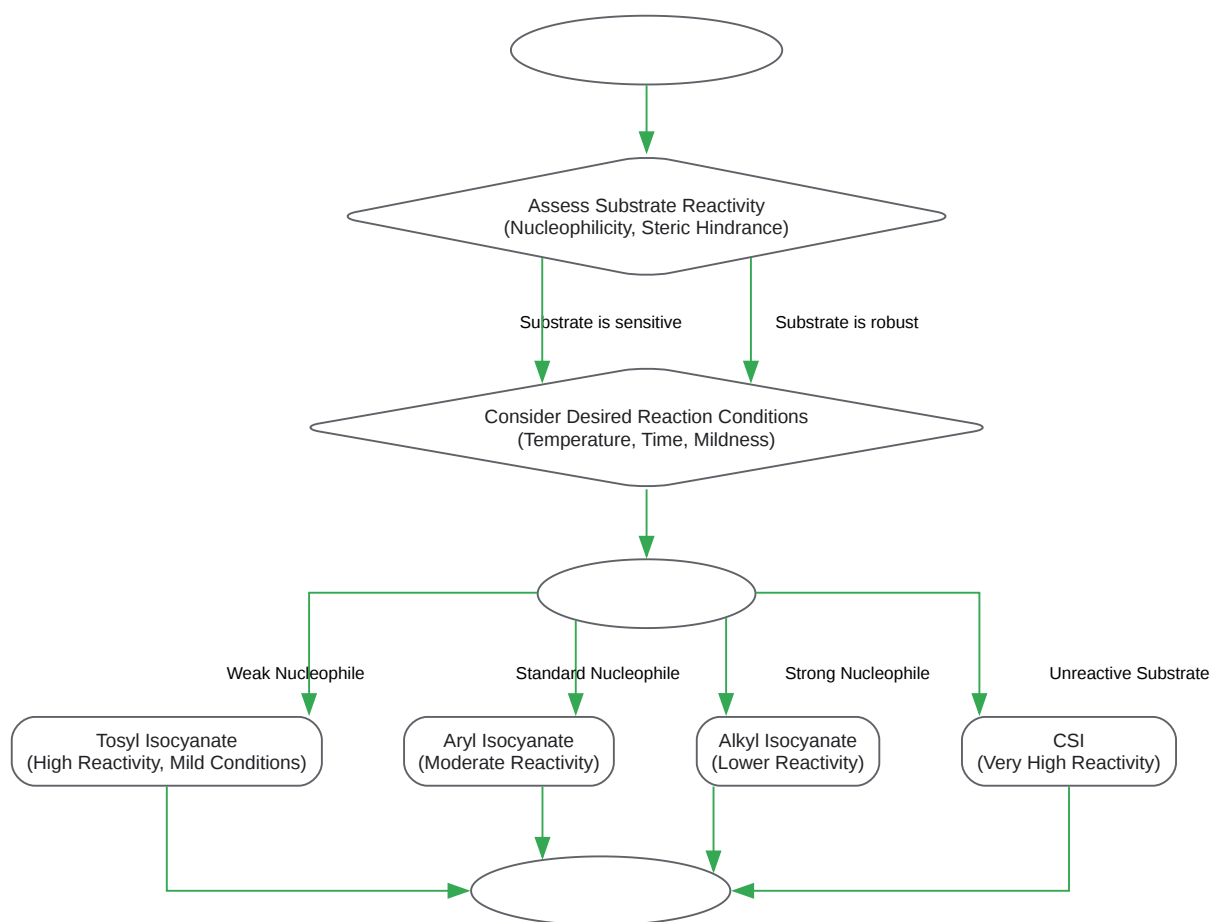 Assess Substrate Reactivity
(Nucleophilicity, Steric Hindrance)
Substrate is sensitive
Substrate is robust
Consider Desired Reaction Conditions
(Temperature, Time, Mildness)
Weak Nucleophile
Standard Nucleophile
Strong Nucleophile
Unreactive Substrate
Tosyl Isocyanate
(High Reactivity, Mild Conditions)
Aryl Isocyanate
(Moderate Reactivity)
Alkyl Isocyanate
(Lower Reactivity)
CSI
(Very High Reactivity)